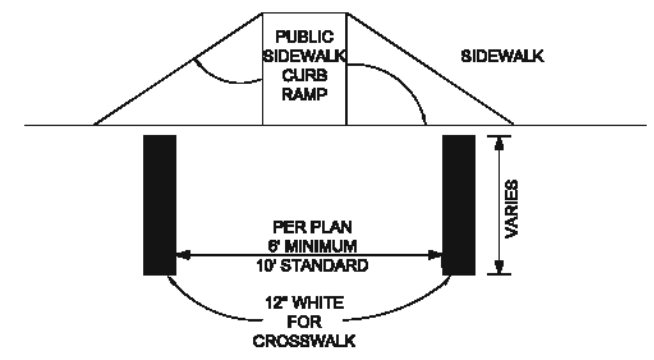 PUBLIC
SIDEWALK
CURB
RAMP
SIDEWALK
VARIES
PER PLAN
6' MINIMUM
10' STANDARD
12" WHITE
FOR
CROSSWALK